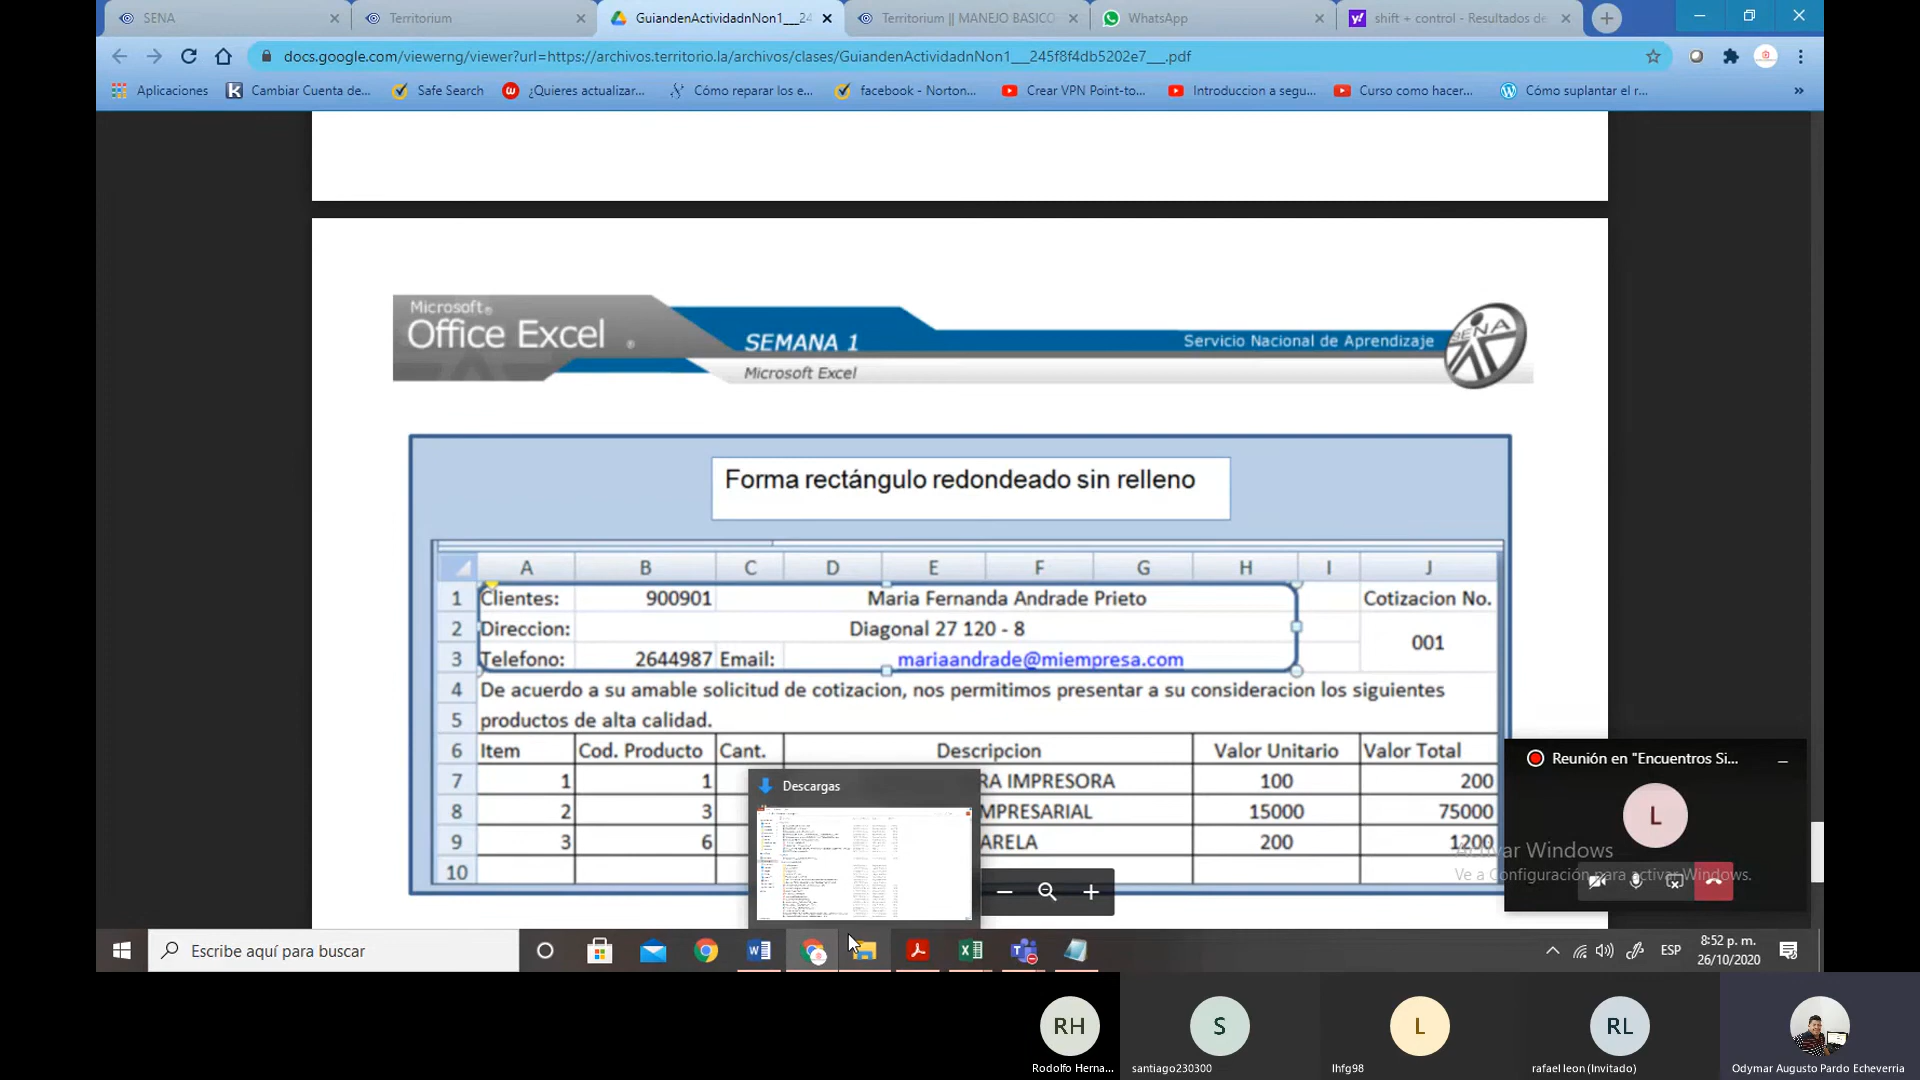 SENA
Territorium
GuiandenActividadnNon1___24
Territorium || MANEJO BASICO
WhatsApp
shift + control - Resultados de
docs.google.com/viewerng/viewer?url=https://archivos.territorio.la/archivos/clases/GuiandenActividadnNon1___245f8f4db5202e7___.pdf
Aplicaciones
Cambiar Cuenta de...
Safe Search
¿Quieres actualizar...
Cómo reparar los e...
facebook - Norton...
Crear VPN Point-to...
Introduccion a segu...
Curso como hacer...
Cómo suplantar el r...
Microsoft®
Office Excel ®
SEMANA 1
Servicio Nacional de Aprendizaje
SENA
Microsoft Excel
Forma rectángulo redondeado sin relleno
A B C D E F G H I J
1 Clientes: 900901 Maria Fernanda Andrade Prieto Cotizacion No.
2 Direccion: Diagonal 27 120 - 8
001
3 Telefono: 2644987 Email: mariaandrade@miempresa.com
4 De acuerdo a su amable solicitud de cotizacion, nos permitimos presentar a su consideracion los siguientes
5 productos de alta calidad.
6 Item Cod. Producto Cant. Descripcion Valor Unitario Valor Total
7 1 1 RA IMPRESORA 100 200
8 2 3 MPRESARIAL 15000 75000
9 3 6 ARELA 200 1200
10
Descargas
Reunión en "Encuentros Si...
L
Activar Windows
Ve a Configuración para activar Windows.
Escribe aquí para buscar
ESP
8:52 p. m.
26/10/2020
RH
S
L
RL
Rodolfo Herna...
santiago230300
lhfg98
rafael leon (Invitado)
Odymar Augusto Pardo Echeverria